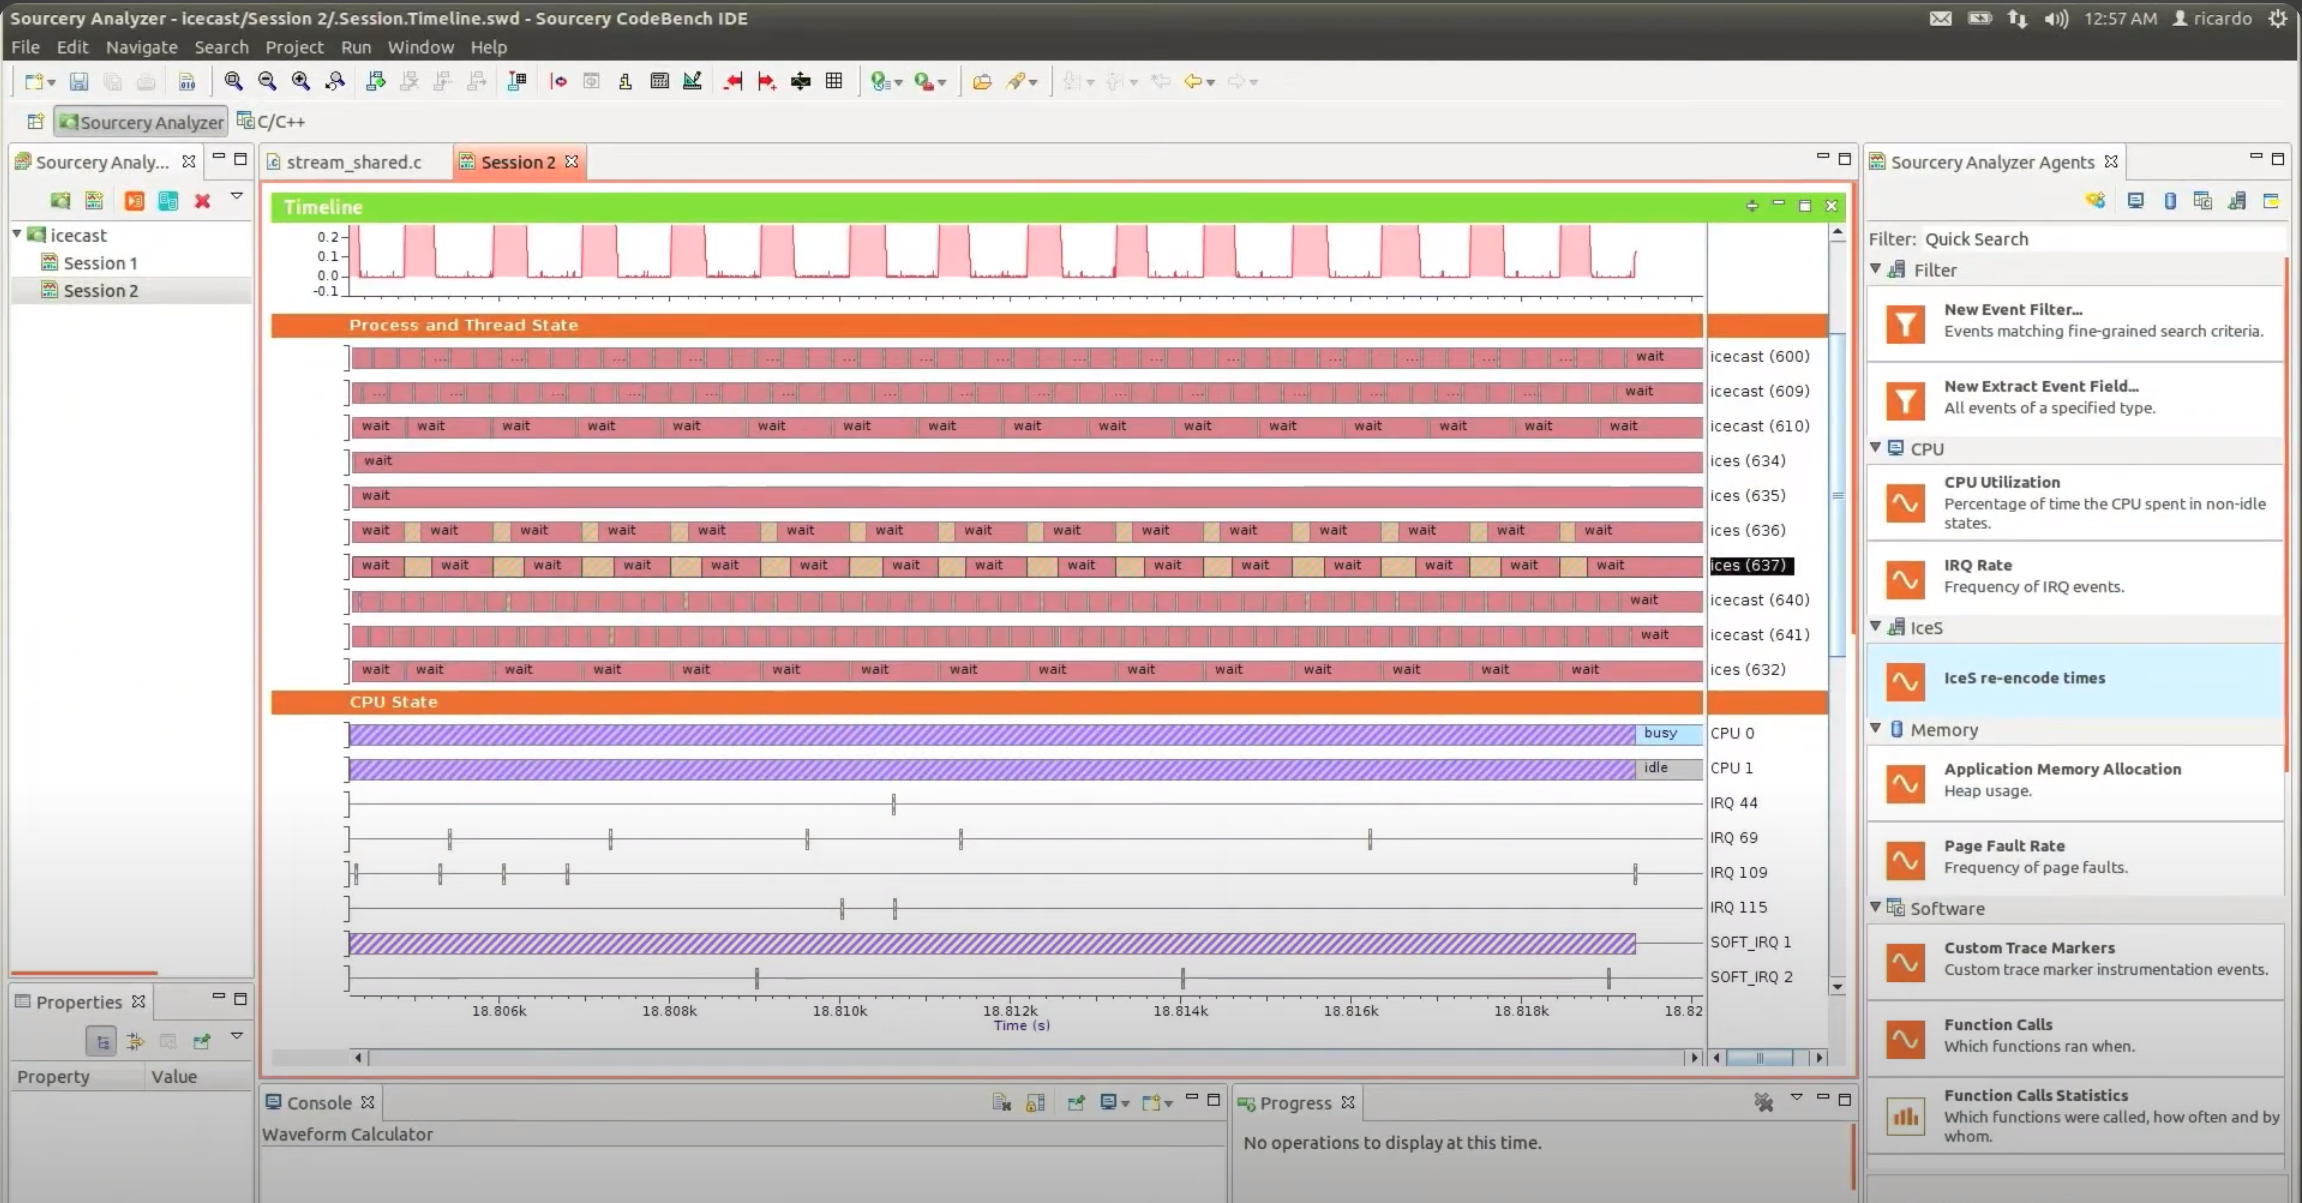 Sourcery Analyzer - icecast/Session 2/.Session.Timeline.swd - Sourcery CodeBench IDE
12:57 AM ricardo
File Edit Navigate Search Project Run Window Help
Sourcery Analyzer C/C++
Sourcery Analy...
icecast
Session 1
Session 2
Properties
Property Value
stream_shared.c Session 2
Timeline
0.2
0.1
0.0
-0.1
Process and Thread State
... ... ... ... ... ... ... ... ... ... ... ... ... ... ... wait icecast (600)
... ... ... ... ... ... ... ... ... ... ... ... ... ... wait icecast (609)
wait wait wait wait wait wait wait wait wait wait wait wait wait wait wait wait icecast (610)
wait ices (634)
wait ices (635)
wait wait wait wait wait wait wait wait wait wait wait wait wait wait wait ices (636)
wait wait wait wait wait wait wait wait wait wait wait wait wait wait wait ices (637)
wait icecast (640)
wait icecast (641)
wait wait wait wait wait wait wait wait wait wait wait wait wait wait wait ices (632)
CPU State
busy CPU 0
idle CPU 1
IRQ 44
IRQ 69
IRQ 109
IRQ 115
SOFT_IRQ 1
SOFT_IRQ 2
18.806k 18.808k 18.810k 18.812k 18.814k 18.816k 18.818k 18.82
Time (s)
Console
Waveform Calculator
Progress
No operations to display at this time.
Sourcery Analyzer Agents
Filter: Quick Search
Filter
New Event Filter...
Events matching fine-grained search criteria.
New Extract Event Field...
All events of a specified type.
CPU
CPU Utilization
Percentage of time the CPU spent in non-idle
states.
IRQ Rate
Frequency of IRQ events.
IceS
IceS re-encode times
Memory
Application Memory Allocation
Heap usage.
Page Fault Rate
Frequency of page faults.
Software
Custom Trace Markers
Custom trace marker instrumentation events.
Function Calls
Which functions ran when.
Function Calls Statistics
Which functions were called, how often and by
whom.